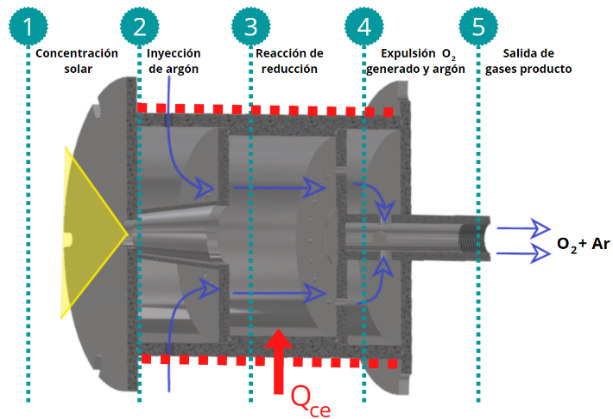 1
2
3
4
5
Concentración
solar
Inyección
de argón
Reacción de
reducción
Expulsión O₂
generado y argón
Salida de
gases producto
O₂ + Ar
Qce